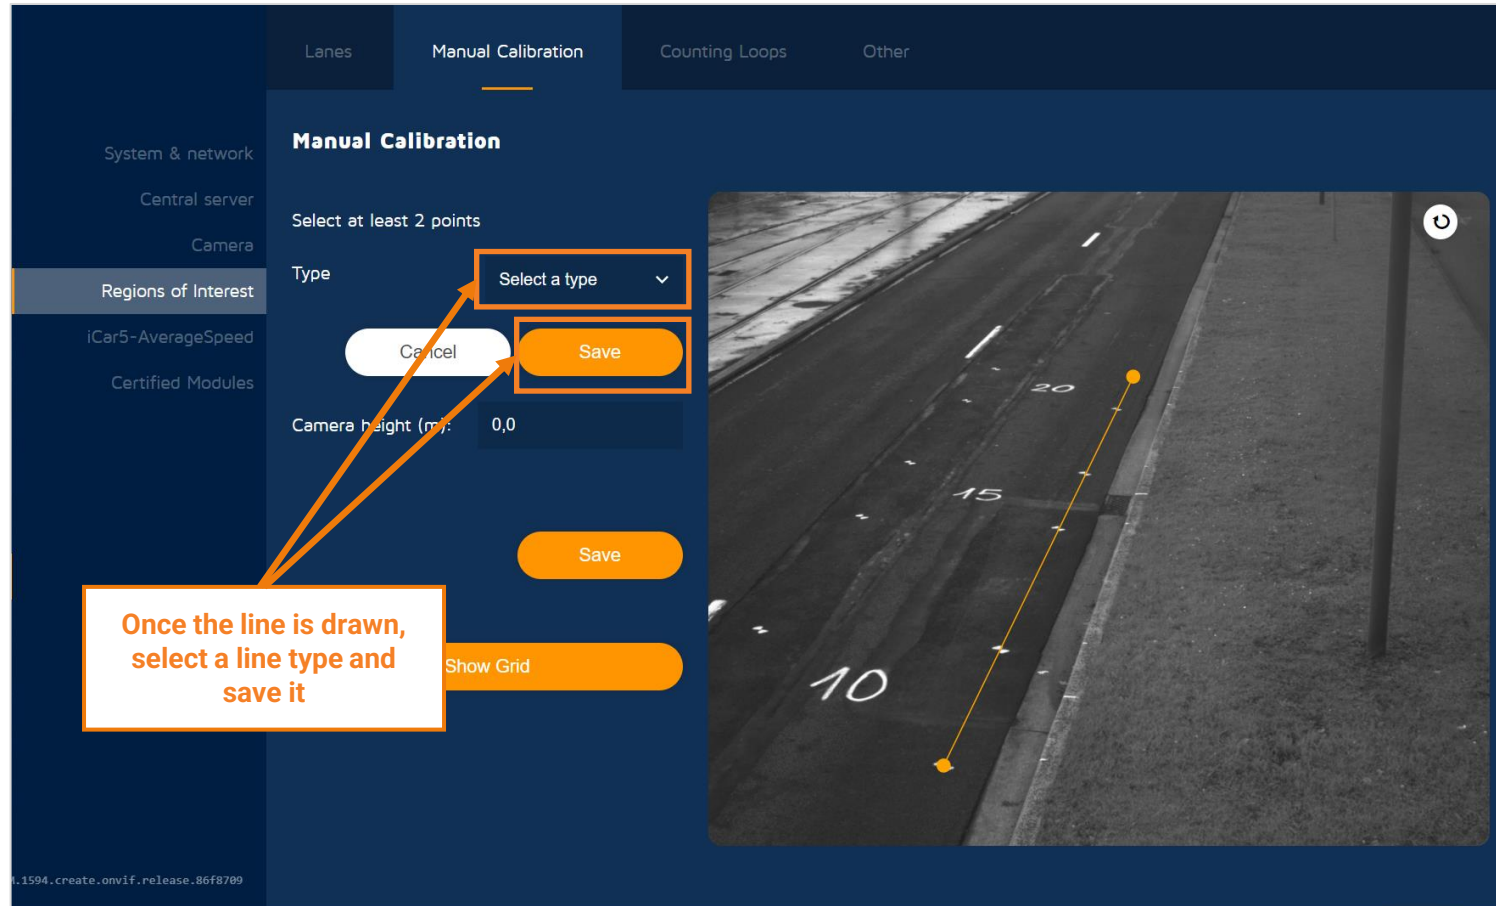 Lanes
Manual Calibration
Counting Loops
Other
System & network
Central server
Camera
Regions of Interest
iCar5-AverageSpeed
Certified Modules
Manual Calibration
Select at least 2 points
Type
Select a type
Cancel
Save
Camera height (m):
0,0
Save
Show Grid
Once the line is drawn,
select a line type and
save it
20
15
10
.1594.create.onvif.release.86f8709